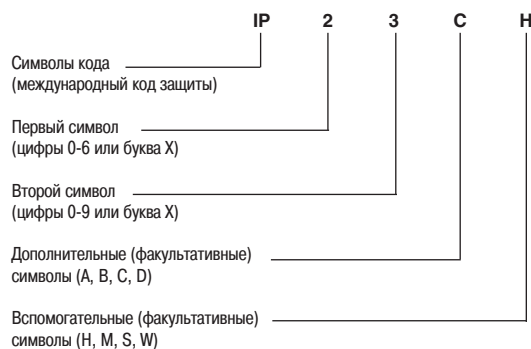 IP 2 3 C H
Символы кода
(международный код защиты)
Первый символ
(цифры 0-6 или буква X)
Второй символ
(цифры 0-9 или буква X)
Дополнительные (факультативные)
символы (A, B, C, D)
Вспомогательные (факультативные)
символы (H, M, S, W)